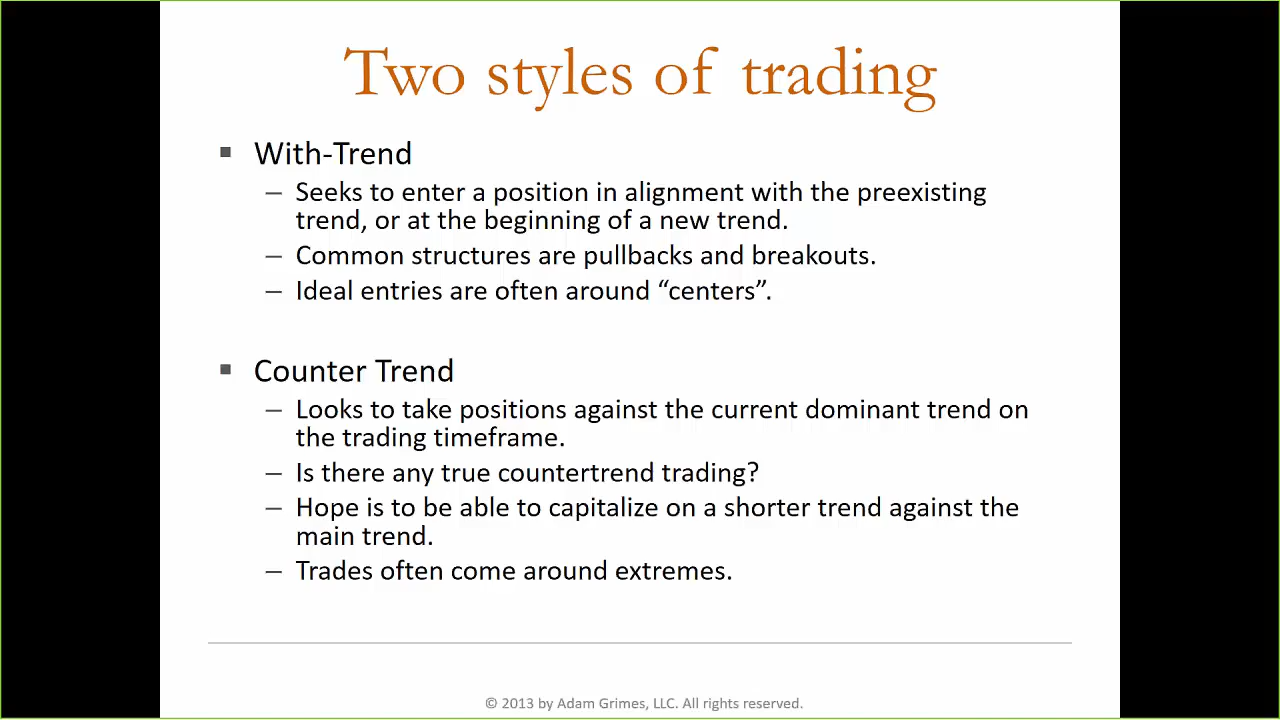 Two styles of trading
▪ With-Trend
– Seeks to enter a position in alignment with the preexisting
trend, or at the beginning of a new trend.
– Common structures are pullbacks and breakouts.
– Ideal entries are often around “centers”.
▪ Counter Trend
– Looks to take positions against the current dominant trend on
the trading timeframe.
– Is there any true countertrend trading?
– Hope is to be able to capitalize on a shorter trend against the
main trend.
– Trades often come around extremes.
© 2013 by Adam Grimes, LLC. All rights reserved.